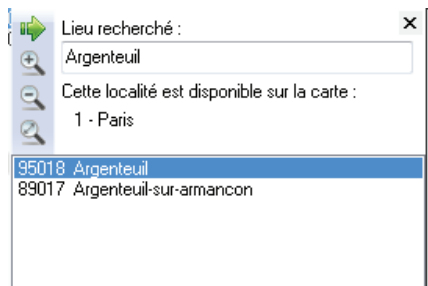 Lieu recherché :
Argenteuil
Cette localité est disponible sur la carte :
1 - Paris
95018 Argenteuil
89017 Argenteuil-sur-armancon